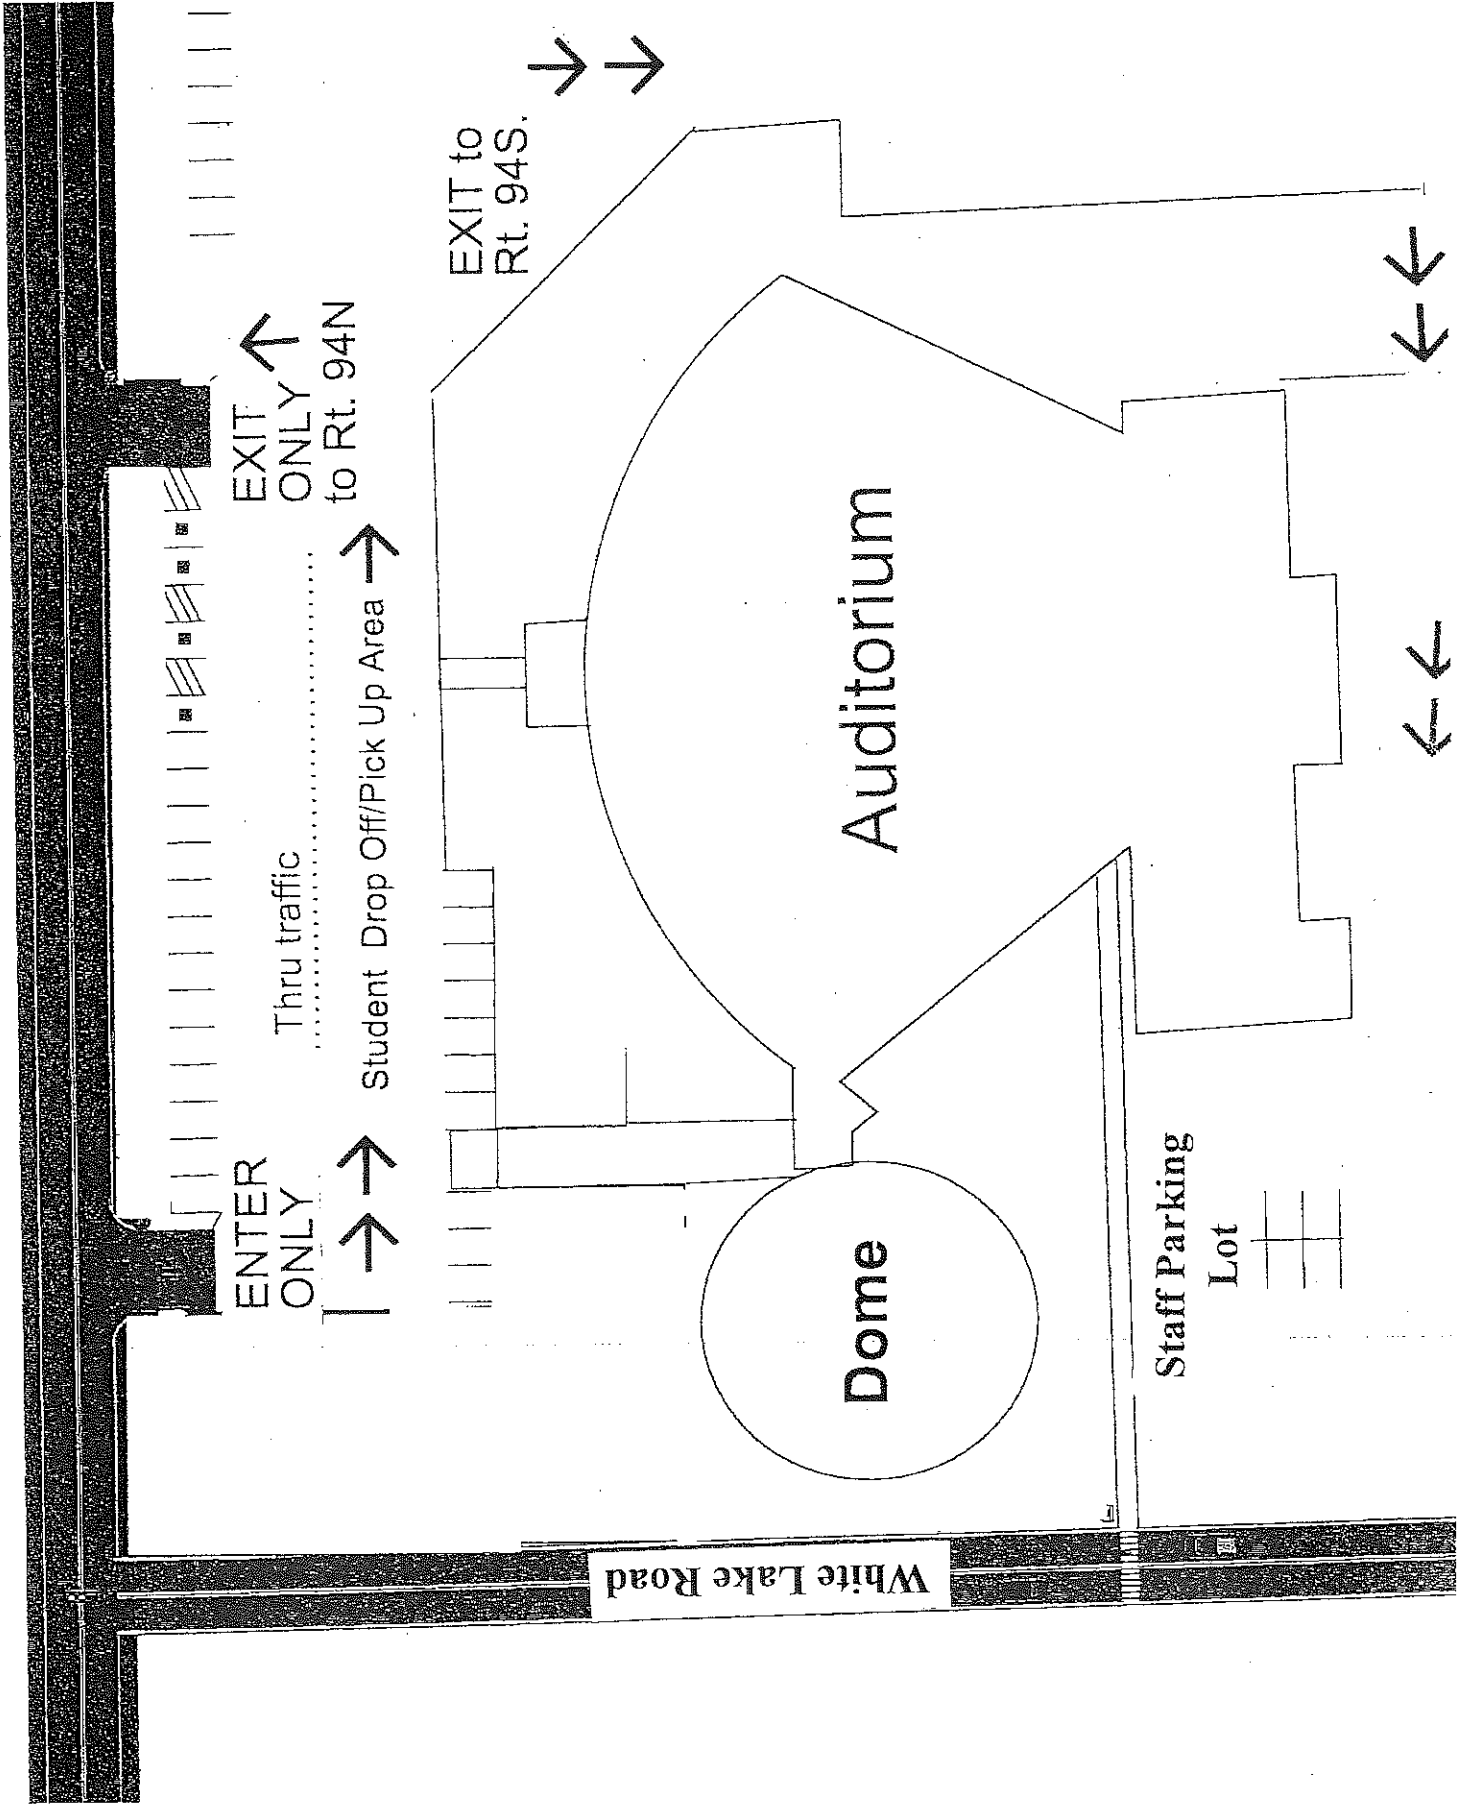 ENTER
ONLY
Thru traffic
Student Drop Off/Pick Up Area
EXIT
ONLY
to Rt. 94N
EXIT to
Rt. 94S.
Auditorium
Dome
Staff Parking
Lot
White Lake Road